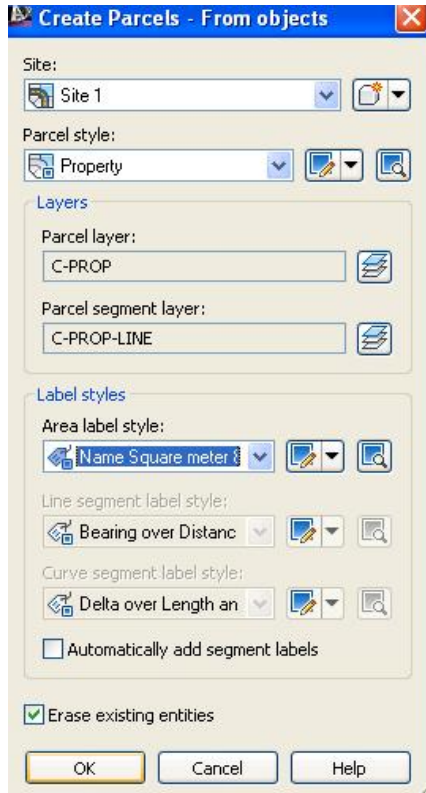 Create Parcels - From objects
Site:
Site 1
Parcel style:
Property
Layers
Parcel layer:
C-PROP
Parcel segment layer:
C-PROP-LINE
Label styles
Area label style:
Name Square meter &
Line segment label style:
Bearing over Distanc
Curve segment label style:
Delta over Length an
Automatically add segment labels
Erase existing entities
OK Cancel Help